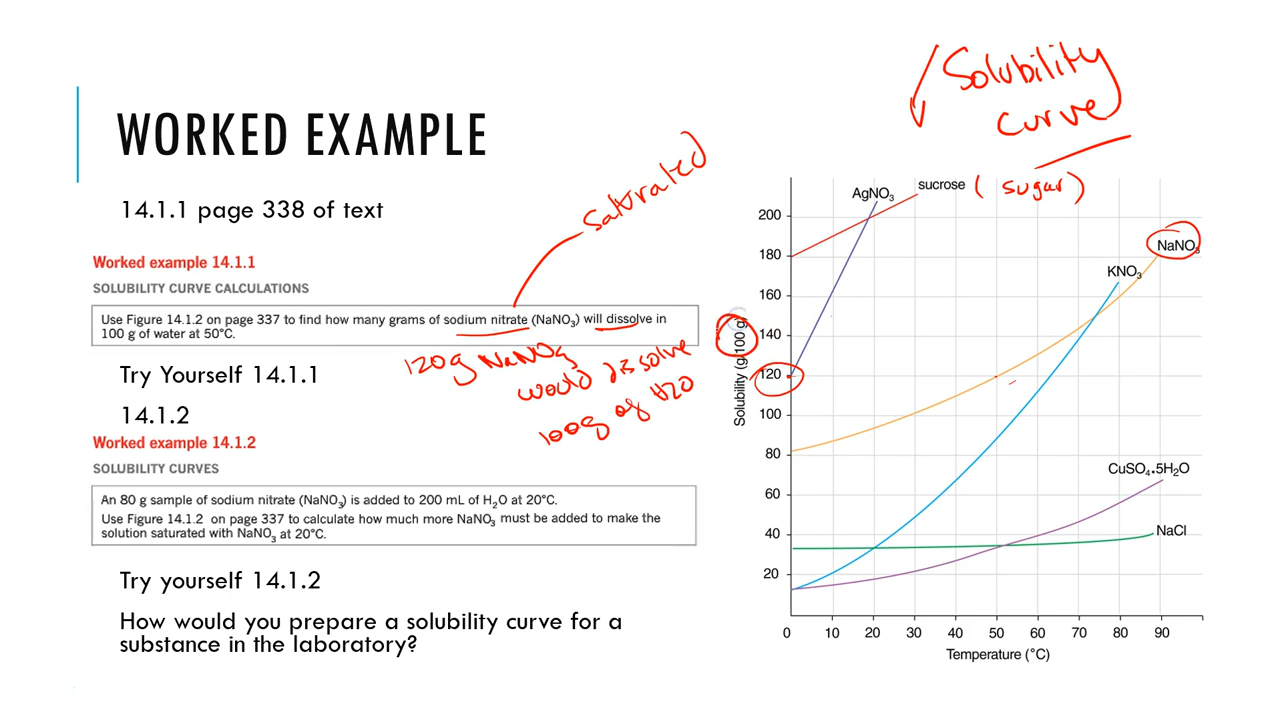 WORKED EXAMPLE
14.1.1 page 338 of text
Worked example 14.1.1
SOLUBILITY CURVE CALCULATIONS
Use Figure 14.1.2 on page 337 to find how many grams of sodium nitrate (NaNO₃) will dissolve in
100 g of water at 50°C.
saturated
120g NaNO₃
would dissolve
100g of H2O
Try Yourself 14.1.1
14.1.2
Worked example 14.1.2
SOLUBILITY CURVES
An 80 g sample of sodium nitrate (NaNO₃) is added to 200 mL of H₂O at 20°C.
Use Figure 14.1.2 on page 337 to calculate how much more NaNO₃ must be added to make the
solution saturated with NaNO₃ at 20°C.
Try yourself 14.1.2
How would you prepare a solubility curve for a
substance in the laboratory?
Solubility
curve
AgNO₃
sucrose (sugar)
NaNO₃
KNO₃
CuSO₄.5H₂O
NaCl
Solubility (g/100 g)
200
180
160
140
120
100
80
60
40
20
0 10 20 30 40 50 60 70 80 90
Temperature (°C)